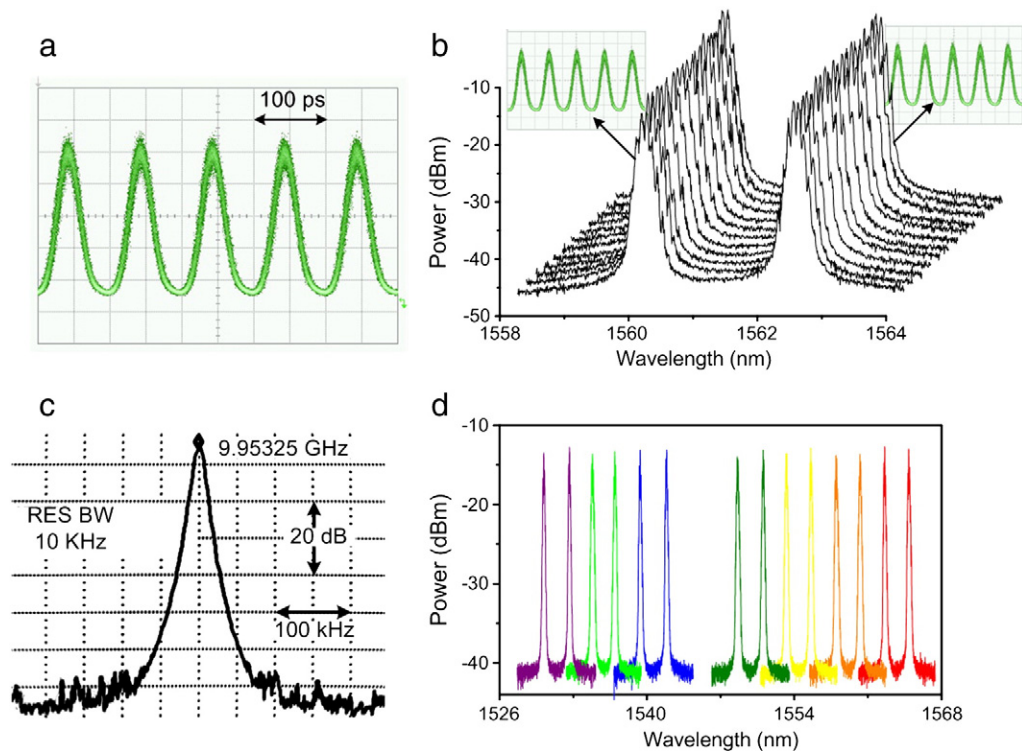 a
100 ps
b
-10
-20
-30
-40
-50
Power (dBm)
1558
1560
1562
1564
Wavelength (nm)
c
9.95325 GHz
RES BW
10 KHz
20 dB
100 kHz
d
-10
-20
-30
-40
Power (dBm)
1526
1540
1554
1568
Wavelength (nm)